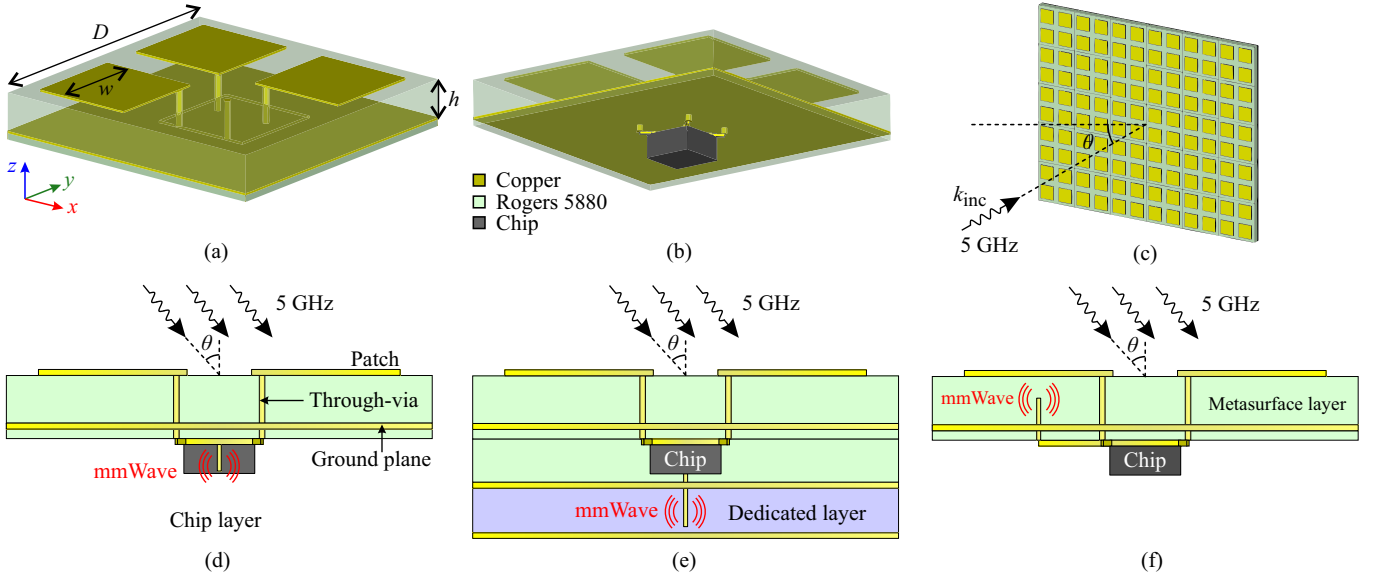 D
w
h
z
y
x
(a)
Copper
Rogers 5880
Chip
(b)
θ
kinc
5 GHz
(c)
5 GHz
θ
Patch
Through-via
Ground plane
mmWave
Chip layer
(d)
5 GHz
θ
Chip
mmWave
Dedicated layer
(e)
5 GHz
θ
mmWave
Metasurface layer
Chip
(f)